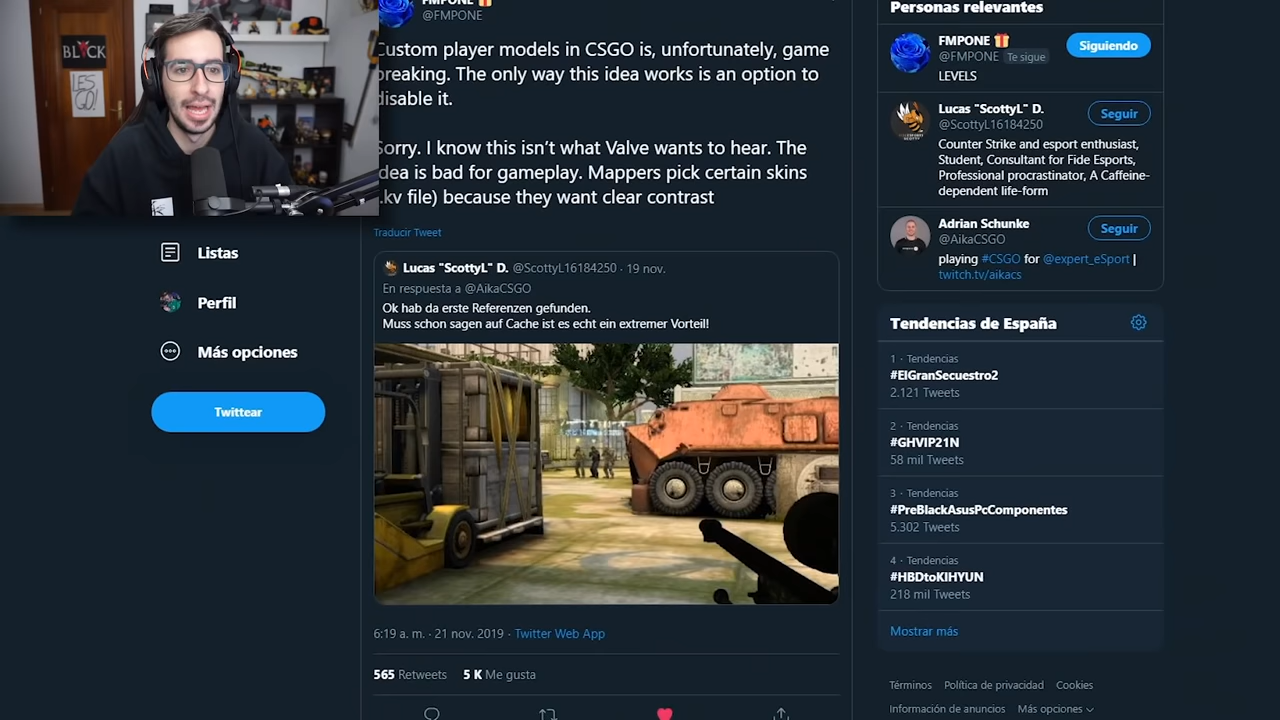 BLICK
LES
GO!
FMPONE
@FMPONE
Custom player models in CSGO is, unfortunately, game
breaking. The only way this idea works is an option to
disable it.
Sorry. I know this isn't what Valve wants to hear. The
idea is bad for gameplay. Mappers pick certain skins
.kv file) because they want clear contrast
Traducir Tweet
Lucas "ScottyL" D. @ScottyL16184250 · 19 nov.
En respuesta a @AikaCSGO
Ok hab da erste Referenzen gefunden.
Muss schon sagen auf Cache ist es echt ein extremer Vorteil!
6:19 a. m. · 21 nov. 2019 · Twitter Web App
565 Retweets 5 K Me gusta
Listas
Perfil
Más opciones
Twittear
Personas relevantes
FMPONE
@FMPONE Te sigue
LEVELS
Siguiendo
Lucas "ScottyL" D.
@ScottyL16184250
Seguir
Counter Strike and esport enthusiast,
Student, Consultant for Fide Esports,
Professional procrastinator, A Caffeine-
dependent life-form
Adrian Schunke
@AikaCSGO
Seguir
playing #CSGO for @expert_eSport |
twitch.tv/aikacs
Tendencias de España
1 · Tendencias
#ElGranSecuestro2
2.121 Tweets
2 · Tendencias
#GHVIP21N
58 mil Tweets
3 · Tendencias
#PreBlackAsusPcComponentes
5.302 Tweets
4 · Tendencias
#HBDtoKIHYUN
218 mil Tweets
Mostrar más
Términos Política de privacidad Cookies
Información de anuncios Más opciones